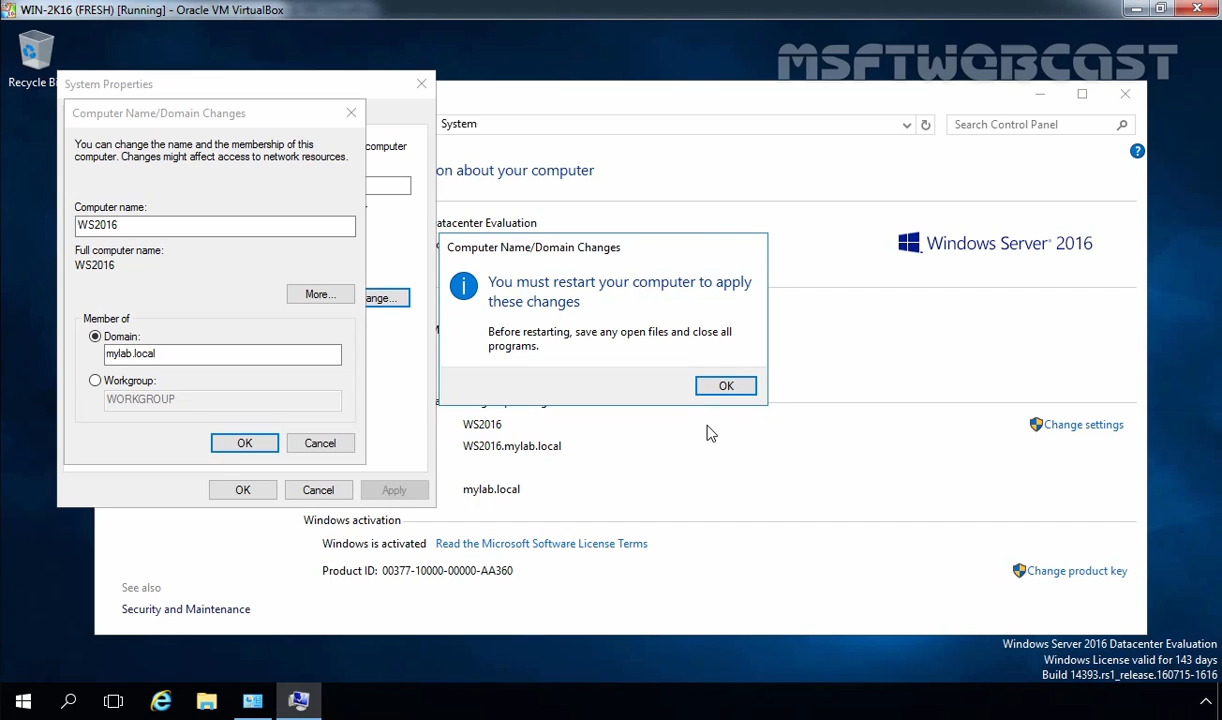 WIN-2K16 (FRESH) [Running] - Oracle VM VirtualBox
MSFTWEBCAST
Recycle Bi
System Properties
Computer Name/Domain Changes
You can change the name and the membership of this
computer. Changes might affect access to network resources.
Computer name:
WS2016
Full computer name:
WS2016
More...
Member of
Domain:
mylab.local
Workgroup:
WORKGROUP
OK
Cancel
computer
ange...
OK
Cancel
Apply
System
Search Control Panel
on about your computer
atacenter Evaluation
Windows Server® 2016
Computer Name/Domain Changes
You must restart your computer to apply
these changes
Before restarting, save any open files and close all
programs.
OK
WS2016
Change settings
WS2016.mylab.local
mylab.local
Windows activation
Windows is activated
Read the Microsoft Software License Terms
Product ID: 00377-10000-00000-AA360
Change product key
See also
Security and Maintenance
Windows Server 2016 Datacenter Evaluation
Windows License valid for 143 days
Build 14393.rs1_release.160715-1616